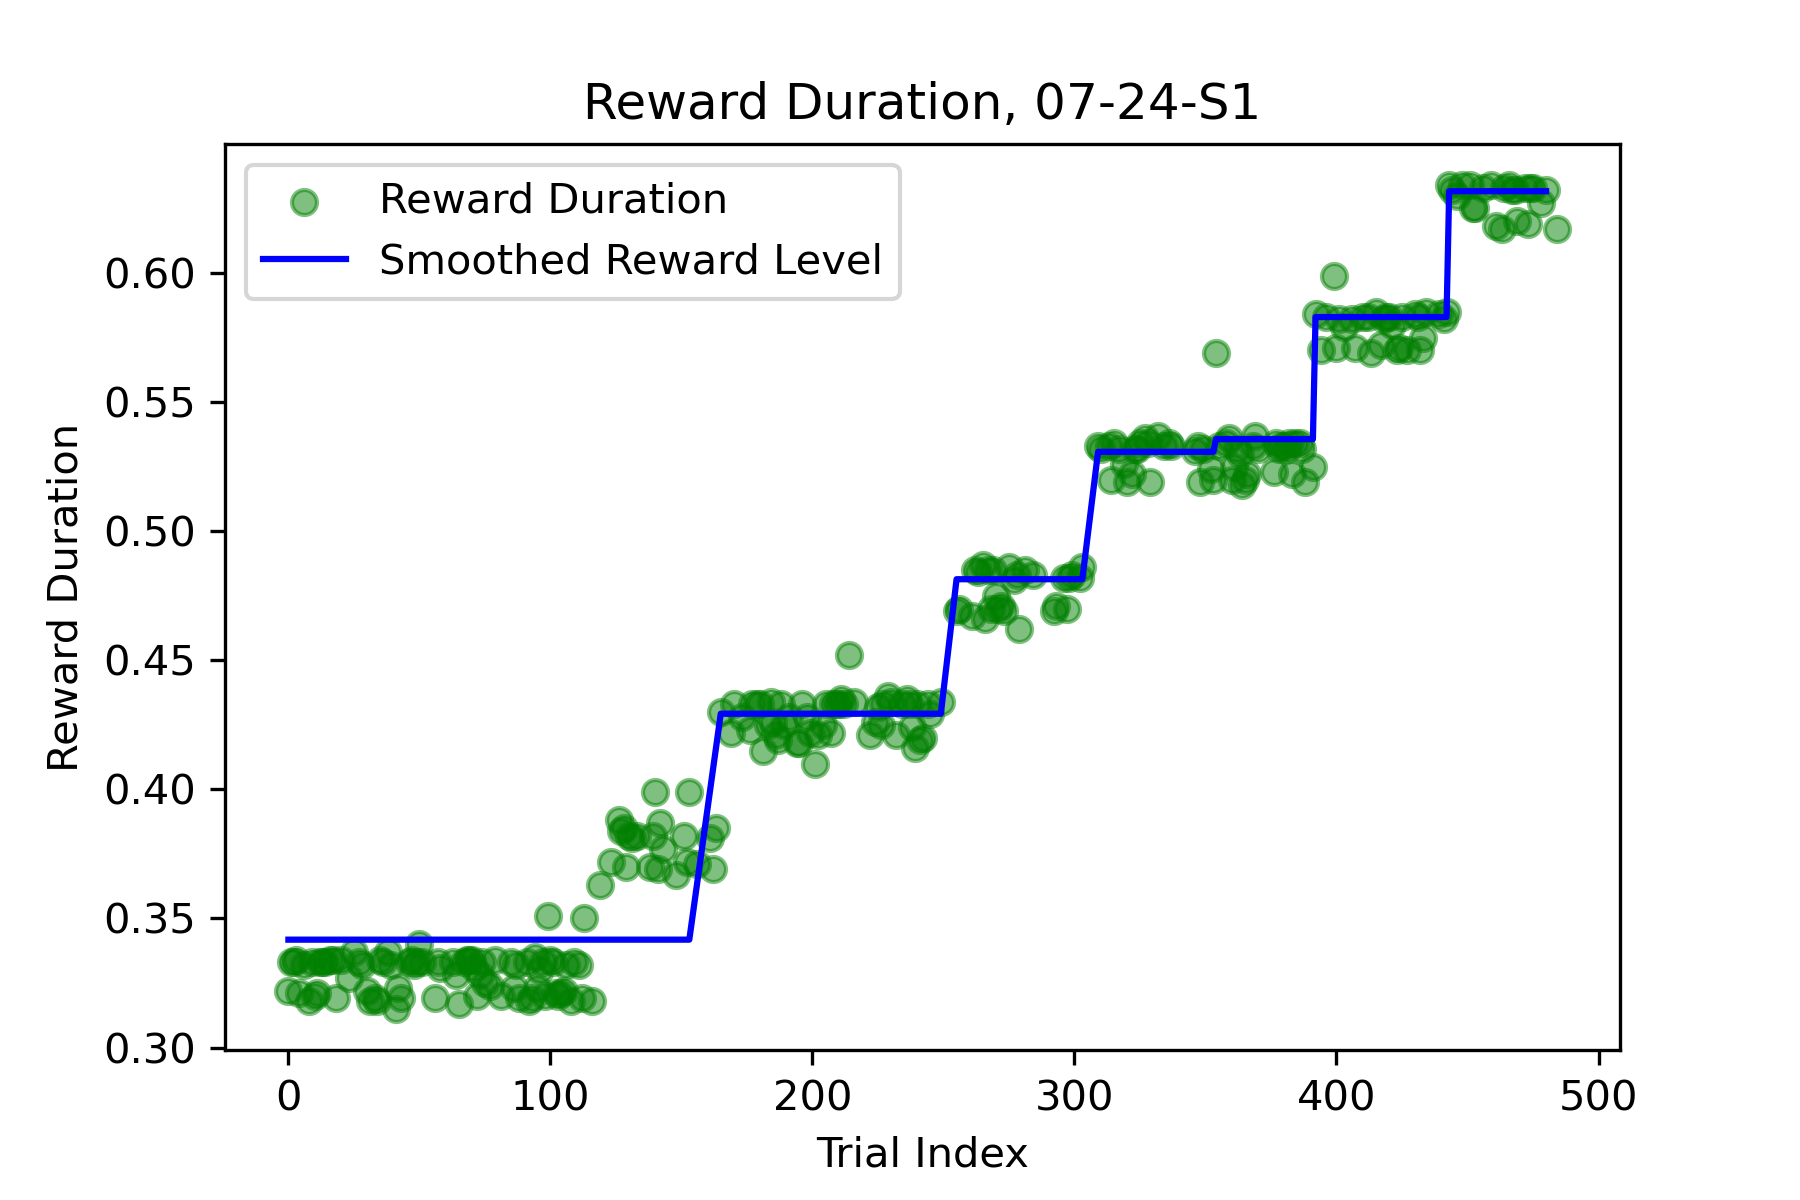 Reward Duration, 07-24-S1
Reward Duration
Smoothed Reward Level
0.60
0.55
0.50
0.45
0.40
0.35
0.30
Reward Duration
0 100 200 300 400 500
Trial Index